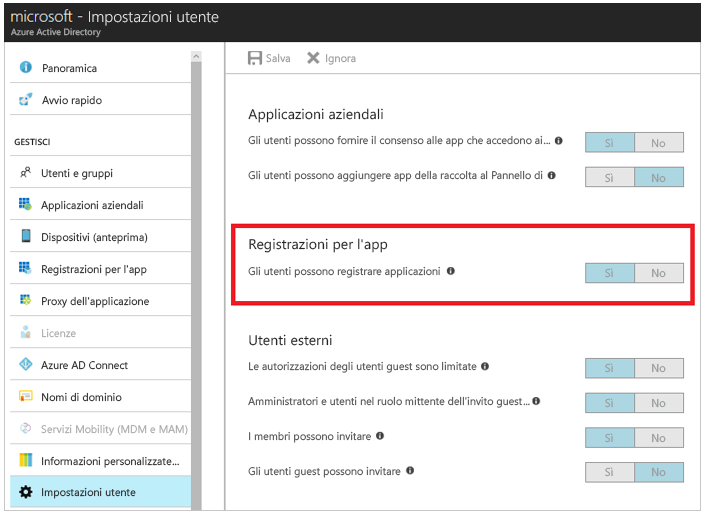 microsoft - Impostazioni utente
Azure Active Directory
Panoramica
Avvio rapido
GESTISCI
Utenti e gruppi
Applicazioni aziendali
Dispositivi (anteprima)
Registrazioni per l'app
Proxy dell'applicazione
Licenze
Azure AD Connect
Nomi di dominio
Servizi Mobility (MDM e MAM)
Informazioni personalizzate...
Impostazioni utente
Salva Ignora
Applicazioni aziendali
Gli utenti possono fornire il consenso alle app che accedono ai... Sì No
Gli utenti possono aggiungere app della raccolta al Pannello di Sì No
Registrazioni per l'app
Gli utenti possono registrare applicazioni Sì No
Utenti esterni
Le autorizzazioni degli utenti guest sono limitate Sì No
Amministratori e utenti nel ruolo mittente dell'invito guest... Sì No
I membri possono invitare Sì No
Gli utenti guest possono invitare Sì No